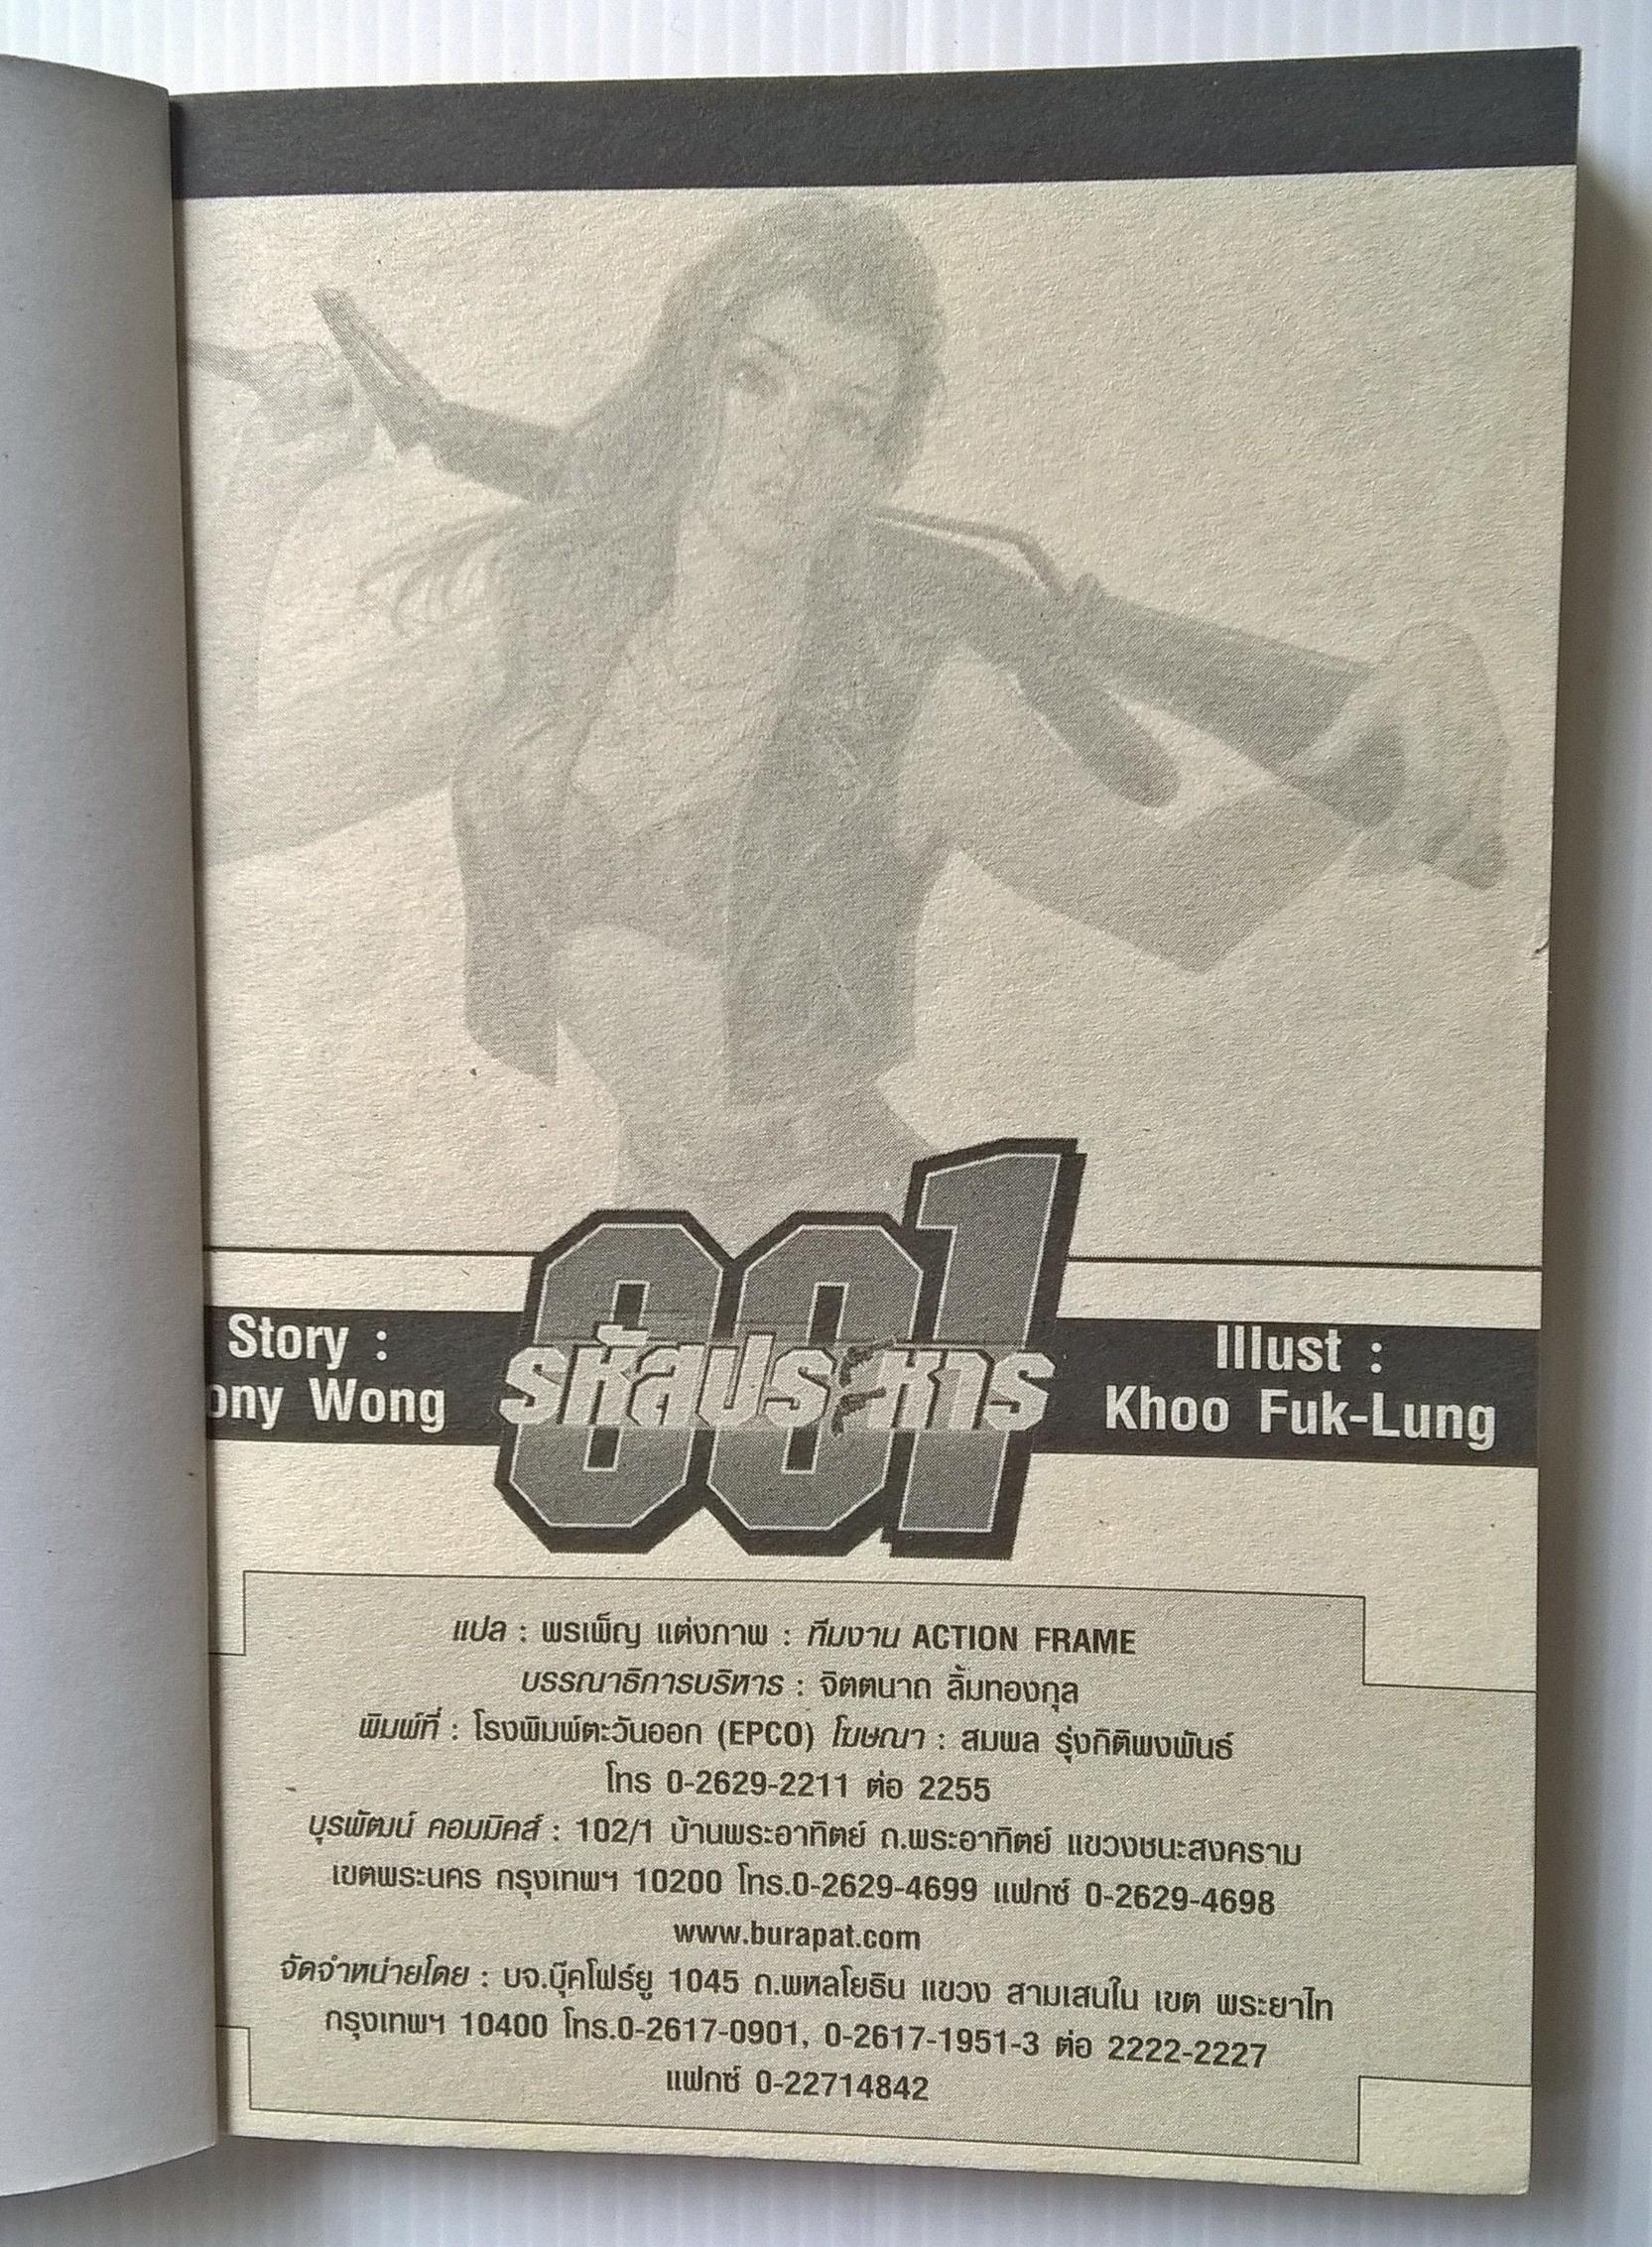 001
รหัสประหาร
Story :
ony Wong
Illust :
Khoo Fuk-Lung
แปล : พรเพ็ญ แต่งภาพ : ทีมงาน ACTION FRAME
บรรณาธิการบริหาร : จิตตนาถ ลิ้มทองกุล
พิมพ์ที่ : โรงพิมพ์ตะวันออก (EPCO) โฆษณา : สมพล รุ่งกิติพงพันธ์
โทร 0-2629-2211 ต่อ 2255
บุรพัฒน์ คอมมิคส์ : 102/1 บ้านพระอาทิตย์ ถ.พระอาทิตย์ แขวงชนะสงคราม
เขตพระนคร กรุงเทพฯ 10200 โทร.0-2629-4699 แฟกซ์ 0-2629-4698
www.burapat.com
จัดจำหน่ายโดย : บจ.บุ๊คโฟร์ยู 1045 ถ.พหลโยธิน แขวง สามเสนใน เขต พระยาไท
กรุงเทพฯ 10400 โทร.0-2617-0901, 0-2617-1951-3 ต่อ 2222-2227
แฟกซ์ 0-22714842